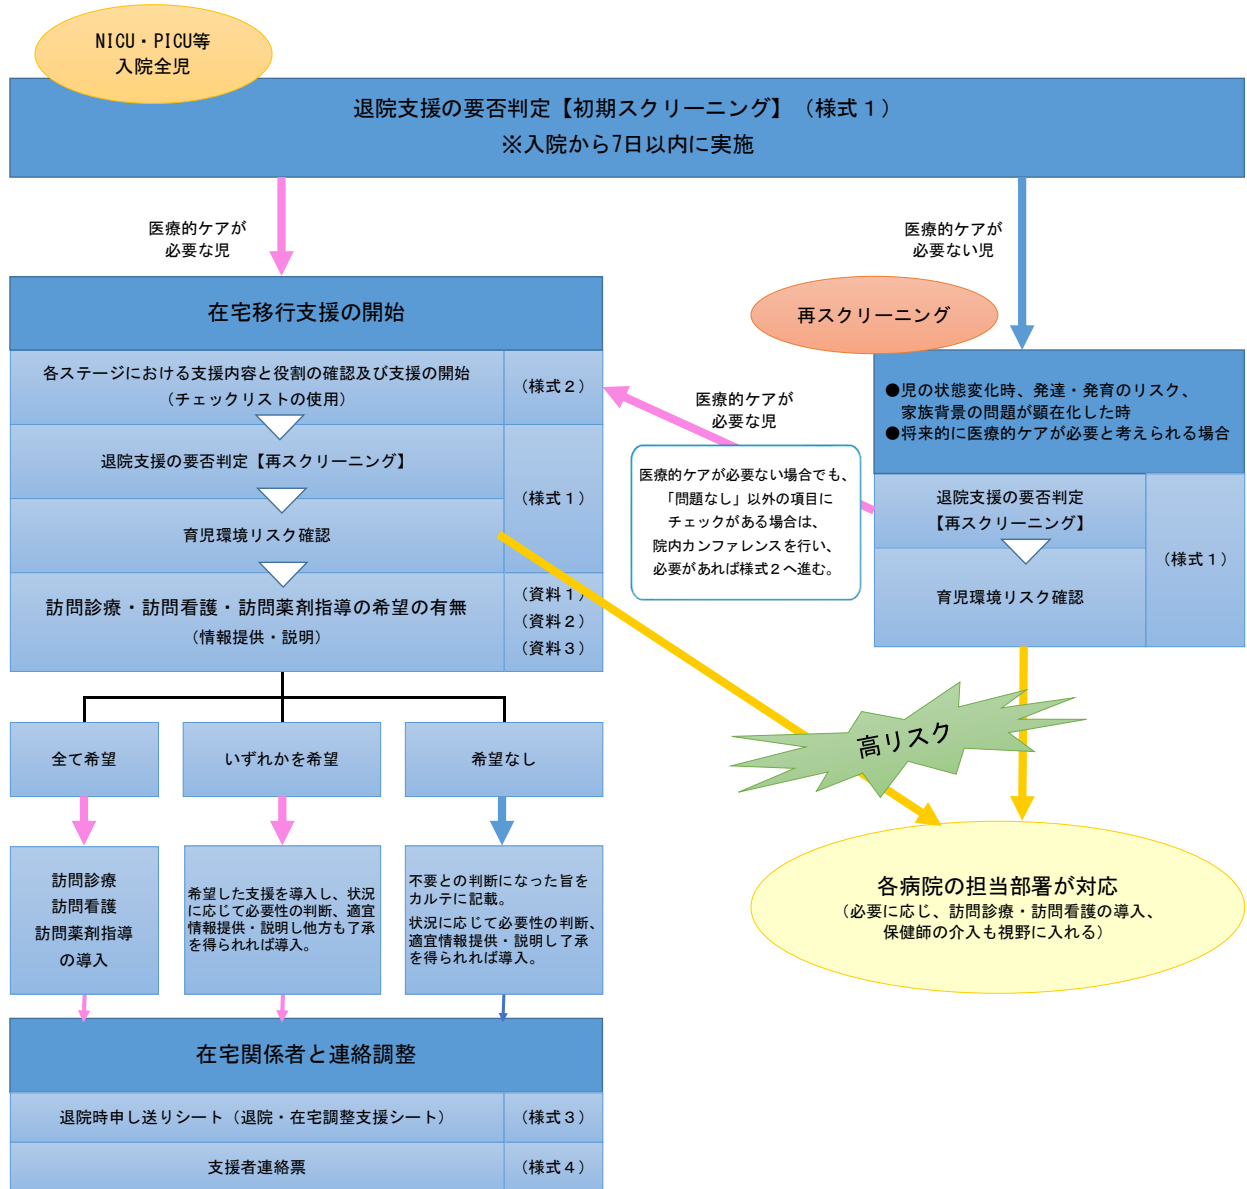 NICU・PICU等
入院全児
退院支援の要否判定【初期スクリーニング】（様式１）
※入院から7日以内に実施
医療的ケアが
必要な児
医療的ケアが
必要ない児
在宅移行支援の開始
各ステージにおける支援内容と役割の確認及び支援の開始
（チェックリストの使用）
（様式２）
退院支援の要否判定【再スクリーニング】
（様式１）
育児環境リスク確認
訪問診療・訪問看護・訪問薬剤指導の希望の有無
（情報提供・説明）
（資料１）
（資料２）
（資料３）
再スクリーニング
●児の状態変化時、発達・発育のリスク、
家族背景の問題が顕在化した時
●将来的に医療的ケアが必要と考えられる場合
医療的ケアが
必要な児
医療的ケアが必要ない場合でも、
「問題なし」以外の項目に
チェックがある場合は、
院内カンファレンスを行い、
必要があれば様式２へ進む。
退院支援の要否判定
【再スクリーニング】
（様式１）
育児環境リスク確認
高リスク
全て希望
いずれかを希望
希望なし
訪問診療
訪問看護
訪問薬剤指導
の導入
希望した支援を導入し、状況
に応じて必要性の判断、適宜
情報提供・説明し他方も了承
を得られれば導入。
不要との判断になった旨を
カルテに記載。
状況に応じて必要性の判断、
適宜情報提供・説明し了承
を得られれば導入。
各病院の担当部署が対応
（必要に応じ、訪問診療・訪問看護の導入、
保健師の介入も視野に入れる）
在宅関係者と連絡調整
退院時申し送りシート（退院・在宅調整支援シート）
（様式３）
支援者連絡票
（様式４）